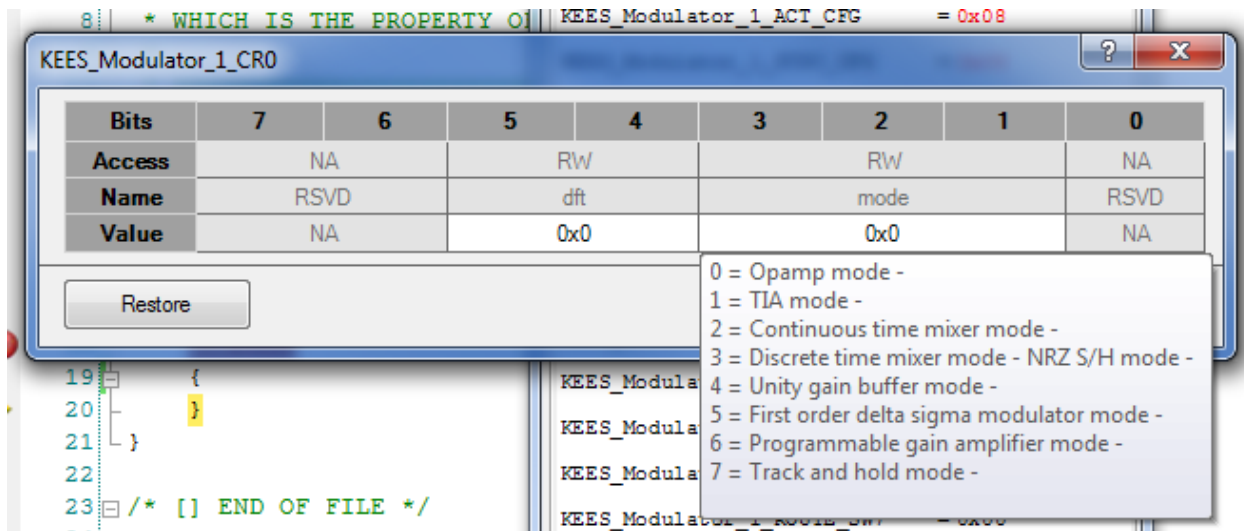 8 * WHICH IS THE PROPERTY O KEES_Modulator_1_ACT_CFG = 0x08
KEES_Modulator_1_CR0 ? X
Bits 7 6 5 4 3 2 1 0
Access NA RW RW NA
Name RSVD dft mode RSVD
Value NA 0x0 0x0 NA
Restore
0 = Opamp mode -
1 = TIA mode -
2 = Continuous time mixer mode -
3 = Discrete time mixer mode - NRZ S/H mode -
4 = Unity gain buffer mode -
5 = First order delta sigma modulator mode -
6 = Programmable gain amplifier mode -
7 = Track and hold mode -
19 {
20 }
21 }
22
23 /* [] END OF FILE */
KEES_Modula
KEES_Modula
KEES_Modula
KEES_Modulator_1_ROUTE_SW7 = 0x00